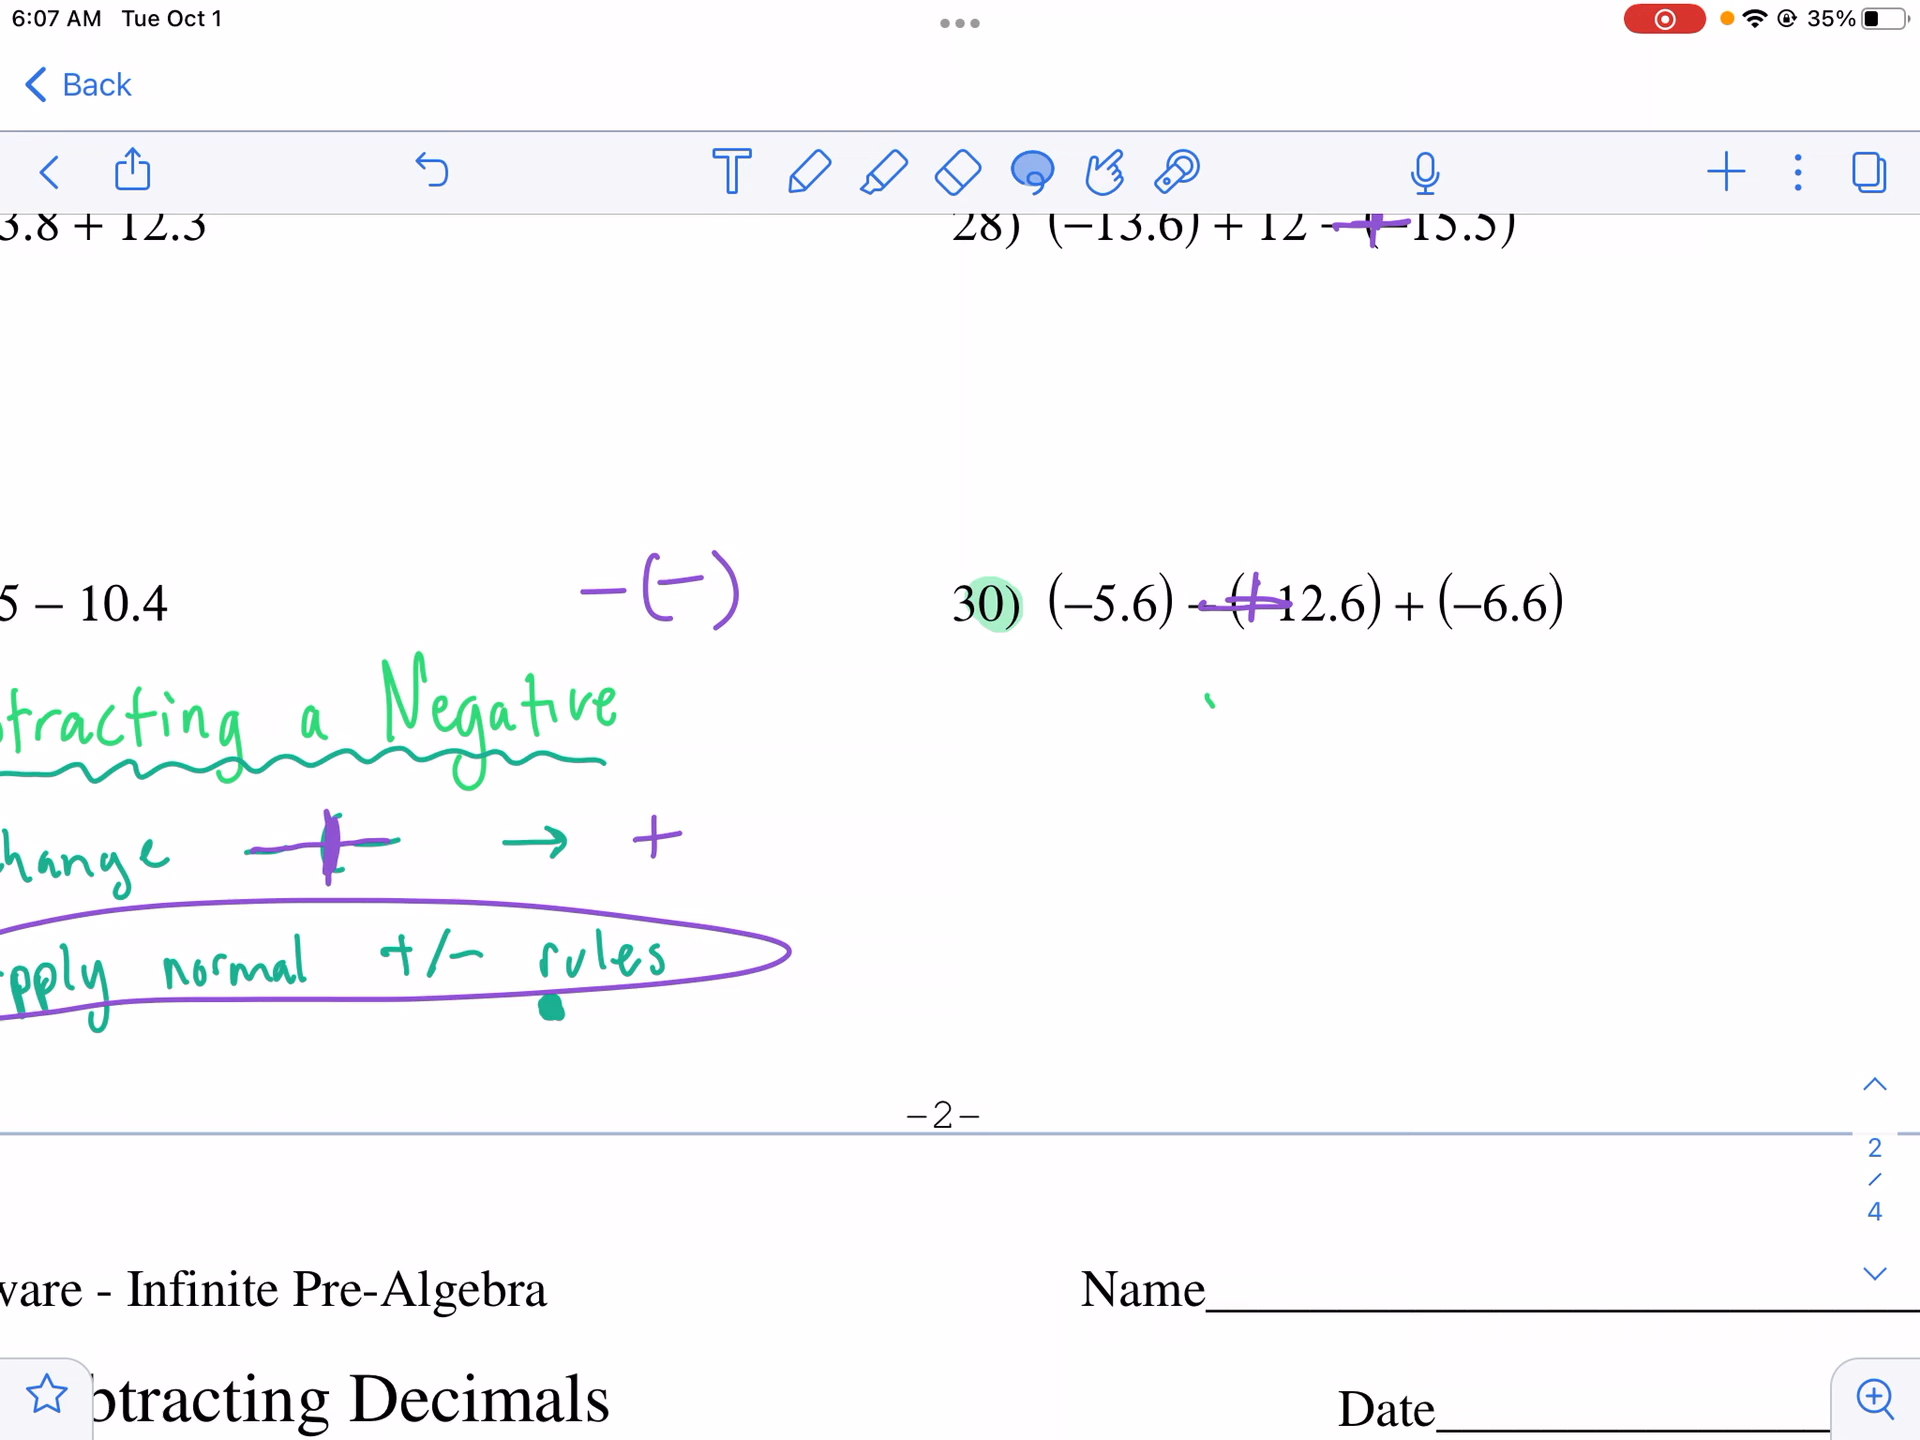 6:07 AM Tue Oct 1
35%
Back
3.8 + 12.3
28) (−13.6) + 12 − (−15.5)
5 − 10.4
−(−)
30) (−5.6) − (−12.6) + (−6.6)
tracting a Negative
hange → +
pply normal +/− rules
-2-
2
/
4
ware - Infinite Pre-Algebra
Name
btracting Decimals
Date